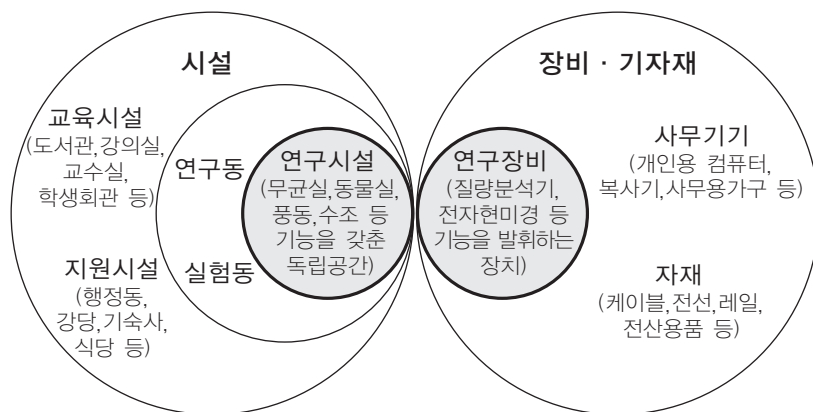 시설
교육시설
(도서관,강의실,
교수실,
학생회관 등)
연구동
실험동
지원시설
(행정동,
강당,기숙사,
식당 등)
연구시설
(무균실,동물실,
풍동,수조 등
기능을 갖춘
독립공간)
장비·기자재
연구장비
(질량분석기,
전자현미경 등
기능을 발휘하는
장치)
사무기기
(개인용 컴퓨터,
복사기,사무용가구 등)
자재
(케이블,전선,레일,
전산용품 등)